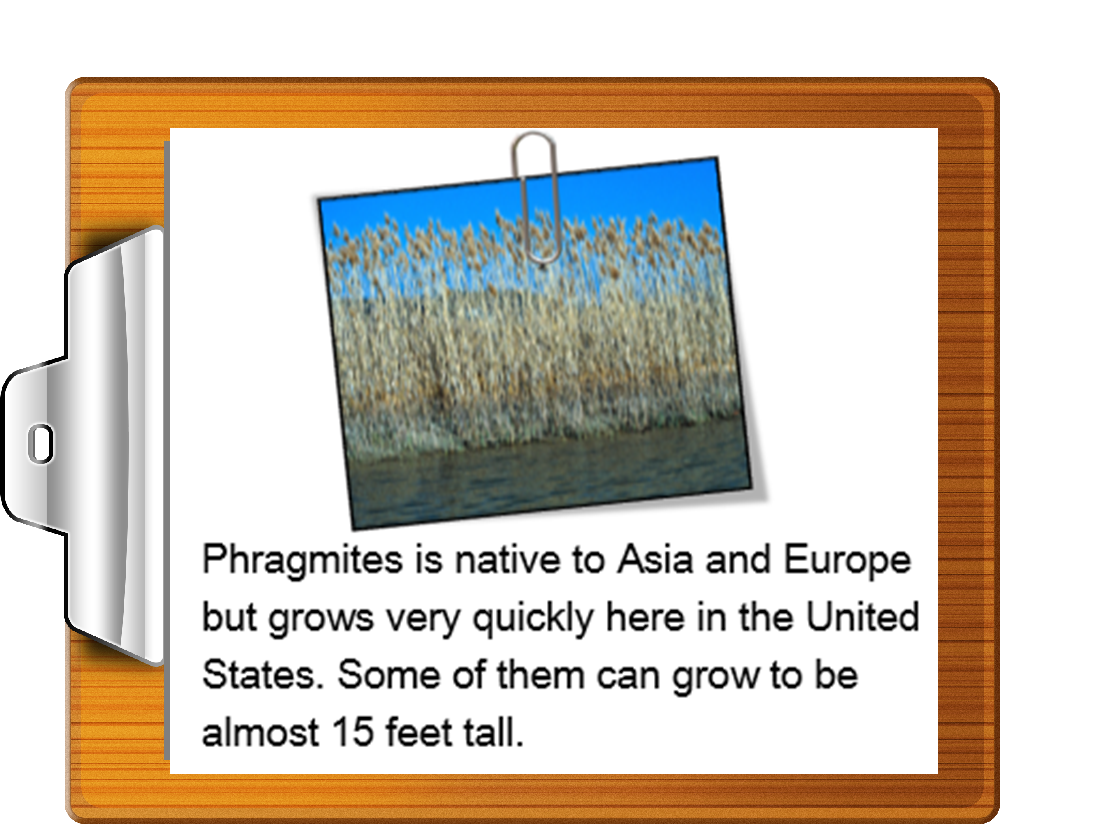 Phragmites is native to Asia and Europe
but grows very quickly here in the United
States. Some of them can grow to be
almost 15 feet tall.